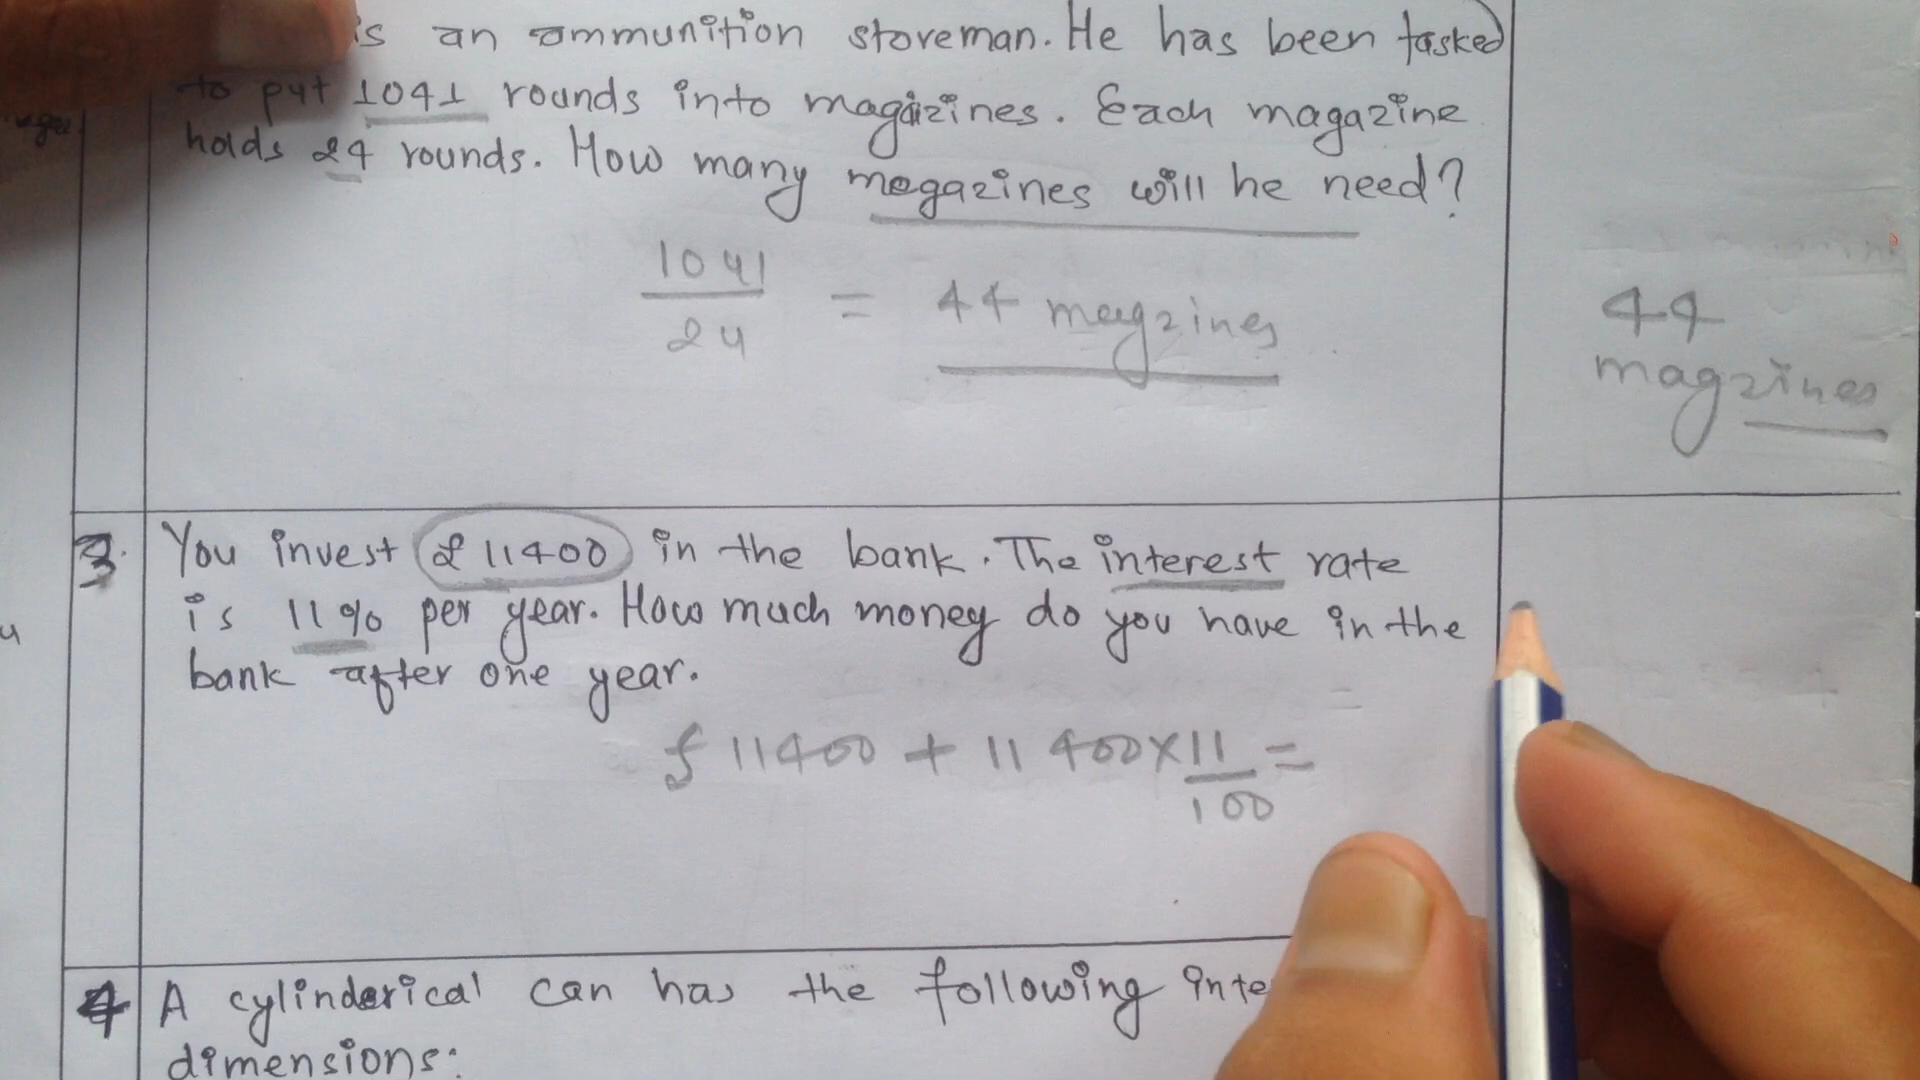 is an ammunition storeman. He has been tasked
to put 1041 rounds into magazines. Each magazine
holds 24 rounds. How many magazines will he need?
1041
24
= 44 magzines
44
magzines
3. You invest £11400 in the bank. The interest rate
is 11% per year. How much money do you have in the
bank after one year.
£ 11400 + 11400 × 11 =
100
4 A cylinderical can has the following inte
dimensions: